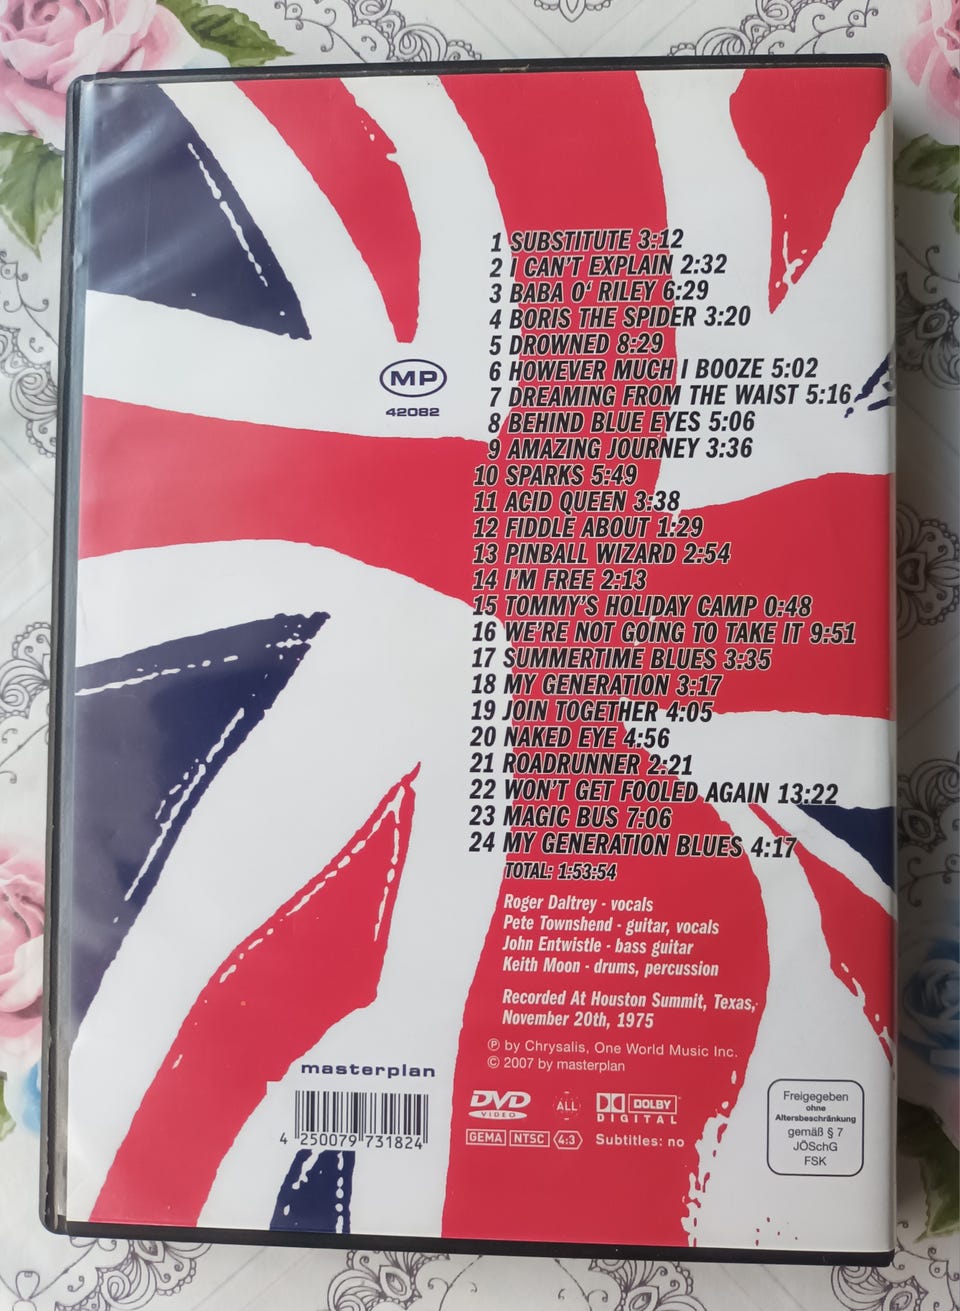 1 SUBSTITUTE 3:12
2 I CAN'T EXPLAIN 2:32
3 BABA O' RILEY 6:29
4 BORIS THE SPIDER 3:20
5 DROWNED 8:29
6 HOWEVER MUCH I BOOZE 5:02
7 DREAMING FROM THE WAIST 5:16
8 BEHIND BLUE EYES 5:06
9 AMAZING JOURNEY 3:36
10 SPARKS 5:49
11 ACID QUEEN 3:38
12 FIDDLE ABOUT 1:29
13 PINBALL WIZARD 2:54
14 I'M FREE 2:13
15 TOMMY'S HOLIDAY CAMP 0:48
16 WE'RE NOT GOING TO TAKE IT 9:51
17 SUMMERTIME BLUES 3:35
18 MY GENERATION 3:17
19 JOIN TOGETHER 4:05
20 NAKED EYE 4:56
21 ROADRUNNER 2:21
22 WON'T GET FOOLED AGAIN 13:22
23 MAGIC BUS 7:06
24 MY GENERATION BLUES 4:17
TOTAL: 1:53:54
MP
42082
Roger Daltrey - vocals
Pete Townshend - guitar, vocals
John Entwistle - bass guitar
Keith Moon - drums, percussion
Recorded At Houston Summit, Texas,
November 20th, 1975
℗ by Chrysalis, One World Music Inc.
© 2007 by masterplan
masterplan
4 250079 731824
DVD
VIDEO
ALL
DOLBY
DIGITAL
GEMA NTSC 4:3 Subtitles: no
Freigegeben
ohne
Altersbeschränkung
gemäß § 7
JÖSchG
FSK